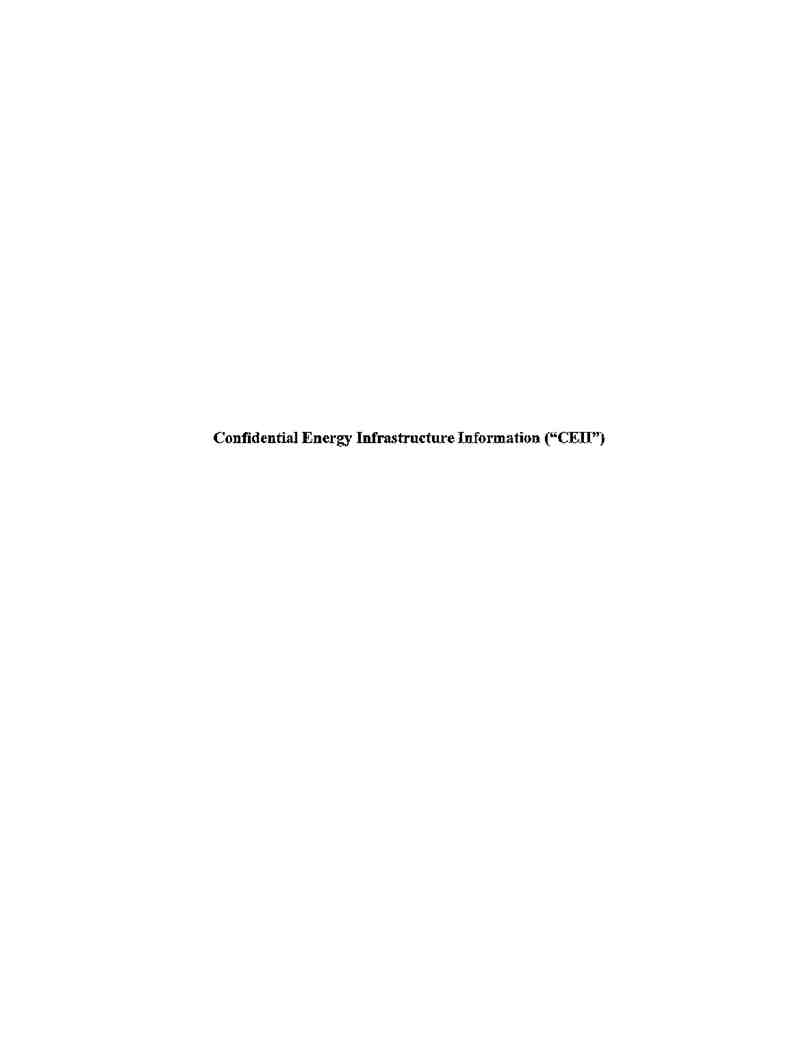 Confidential Energy Infrastructure Information (“CEII”)